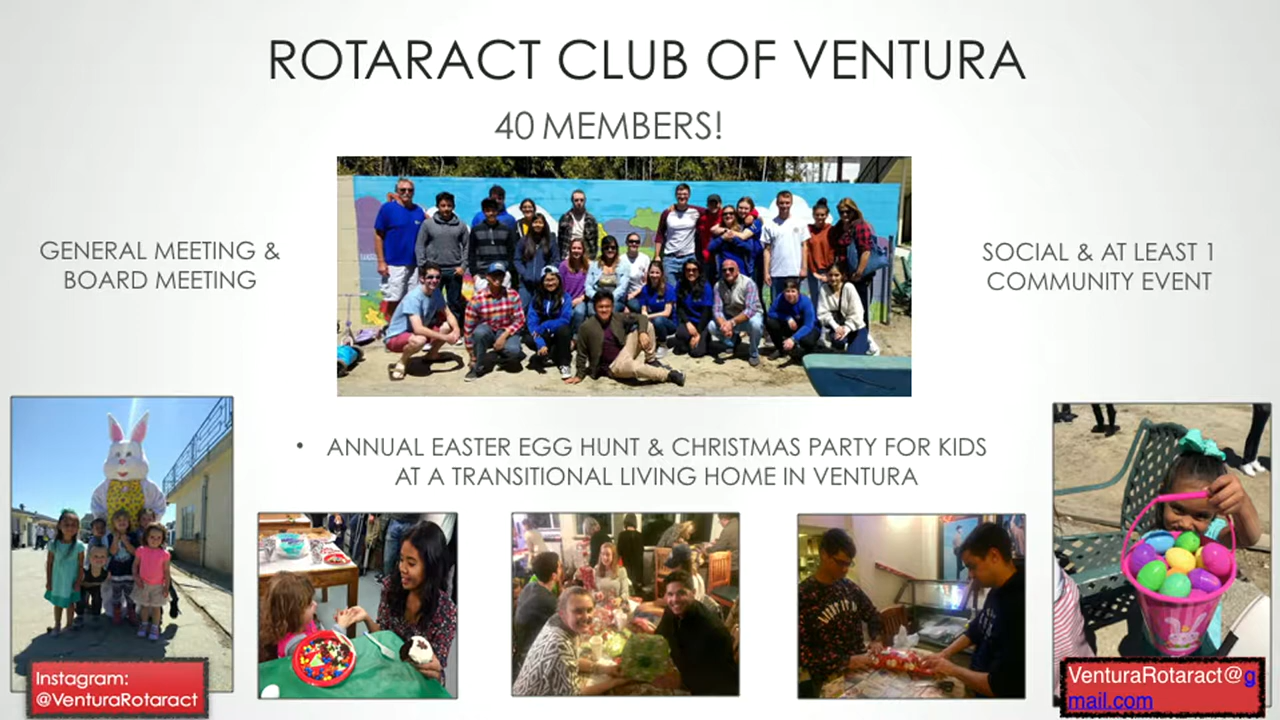 ROTARACT CLUB OF VENTURA
40 MEMBERS!
GENERAL MEETING &
BOARD MEETING
SOCIAL & AT LEAST 1
COMMUNITY EVENT
• ANNUAL EASTER EGG HUNT & CHRISTMAS PARTY FOR KIDS
AT A TRANSITIONAL LIVING HOME IN VENTURA
Instagram:
@VenturaRotaract
VenturaRotaract@g
mail.com